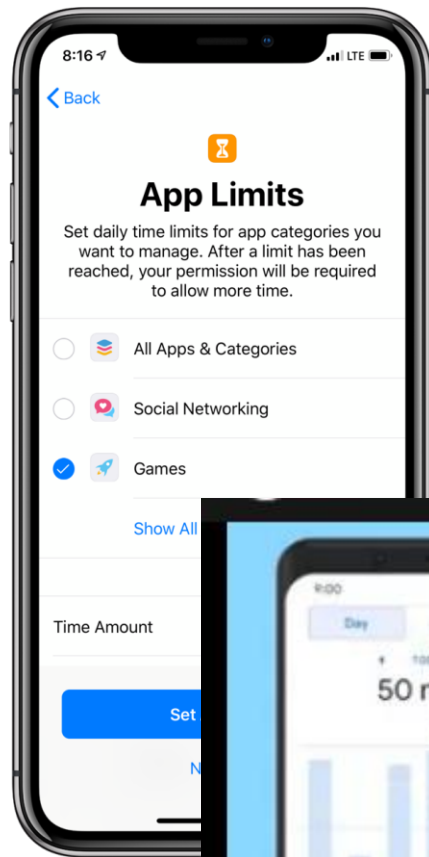 8:16 LTE
Back
App Limits
Set daily time limits for app categories you
want to manage. After a limit has been
reached, your permission will be required
to allow more time.
All Apps & Categories
Social Networking
Games
Show All
Time Amount
Set
N
9:00
Day
50